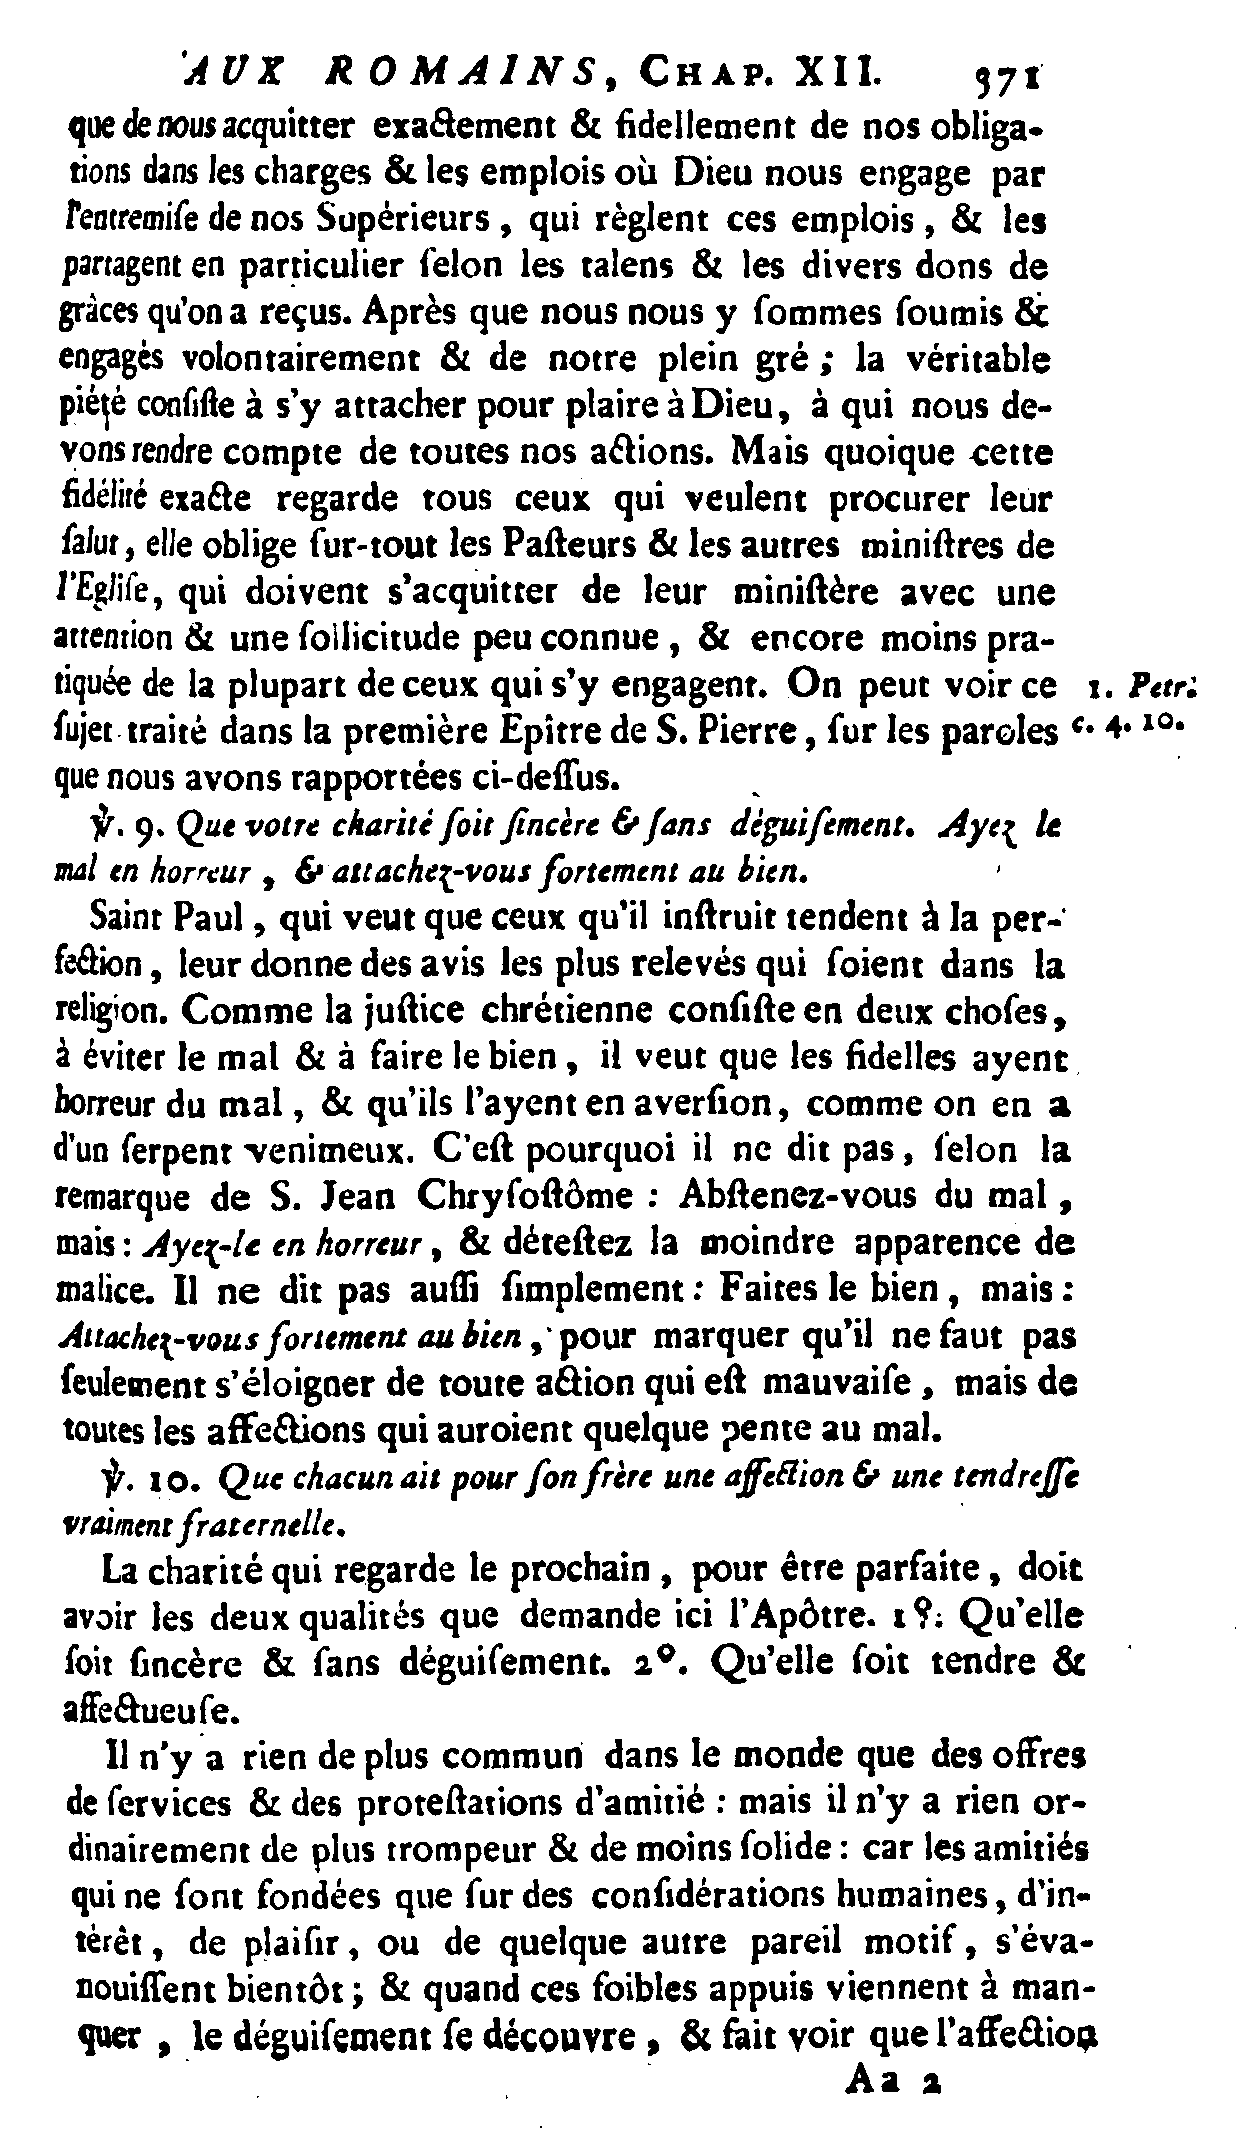 AUX ROMAINS, CHAP. XII. 371
que de nous acquitter exactement & fidellement de nos obliga-
tions dans les charges & les emplois où Dieu nous engage par
l'entremiſe de nos Supérieurs, qui règlent ces emplois, & les
partagent en particulier ſelon les talens & les divers dons de
grâces qu'on a reçus. Après que nous nous y ſommes ſoumis &
engagés volontairement & de notre plein gré; la véritable
piété conſiſte à s'y attacher pour plaire à Dieu, à qui nous de-
vons rendre compte de toutes nos actions. Mais quoique cette
fidélité exacte regarde tous ceux qui veulent procurer leur
ſalut, elle oblige ſur-tout les Paſteurs & les autres miniſtres de
l'Egliſe, qui doivent s'acquitter de leur miniſtère avec une
attention & une ſollicitude peu connue, & encore moins pra-
tiquée de la plupart de ceux qui s'y engagent. On peut voir ce
1. Petr.
ſujet traité dans la première Epître de S. Pierre, ſur les paroles
c. 4. 10.
que nous avons rapportées ci-deſſus.
℣. 9. Que votre charité ſoit ſincère & ſans déguiſement. Ayez le
mal en horreur, & attachez-vous fortement au bien.
Saint Paul, qui veut que ceux qu'il inſtruit tendent à la per-
fection, leur donne des avis les plus relevés qui ſoient dans la
religion. Comme la juſtice chrétienne conſiſte en deux choſes,
à éviter le mal & à faire le bien, il veut que les fidelles ayent
horreur du mal, & qu'ils l'ayent en averſion, comme on en a
d'un ſerpent venimeux. C'eſt pourquoi il ne dit pas, ſelon la
remarque de S. Jean Chryſoſtôme : Abſtenez-vous du mal,
mais : Ayez-le en horreur, & déteſtez la moindre apparence de
malice. Il ne dit pas auſſi ſimplement : Faites le bien, mais :
Attachez-vous fortement au bien, pour marquer qu'il ne faut pas
ſeulement s'éloigner de toute action qui eſt mauvaiſe, mais de
toutes les affections qui auroient quelque pente au mal.
℣. 10. Que chacun ait pour ſon frère une affection & une tendreſſe
vraiment fraternelle.
La charité qui regarde le prochain, pour être parfaite, doit
avoir les deux qualités que demande ici l'Apôtre. 1º. Qu'elle
ſoit ſincère & ſans déguiſement. 2º. Qu'elle ſoit tendre &
affectueuſe.
Il n'y a rien de plus commun dans le monde que des offres
de ſervices & des proteſtations d'amitié : mais il n'y a rien or-
dinairement de plus trompeur & de moins ſolide : car les amitiés
qui ne ſont fondées que ſur des conſidérations humaines, d'in-
térêt, de plaiſir, ou de quelque autre pareil motif, s'éva-
nouiſſent bientôt; & quand ces foibles appuis viennent à man-
quer, le déguiſement ſe découvre, & fait voir que l'affection
Aa 2